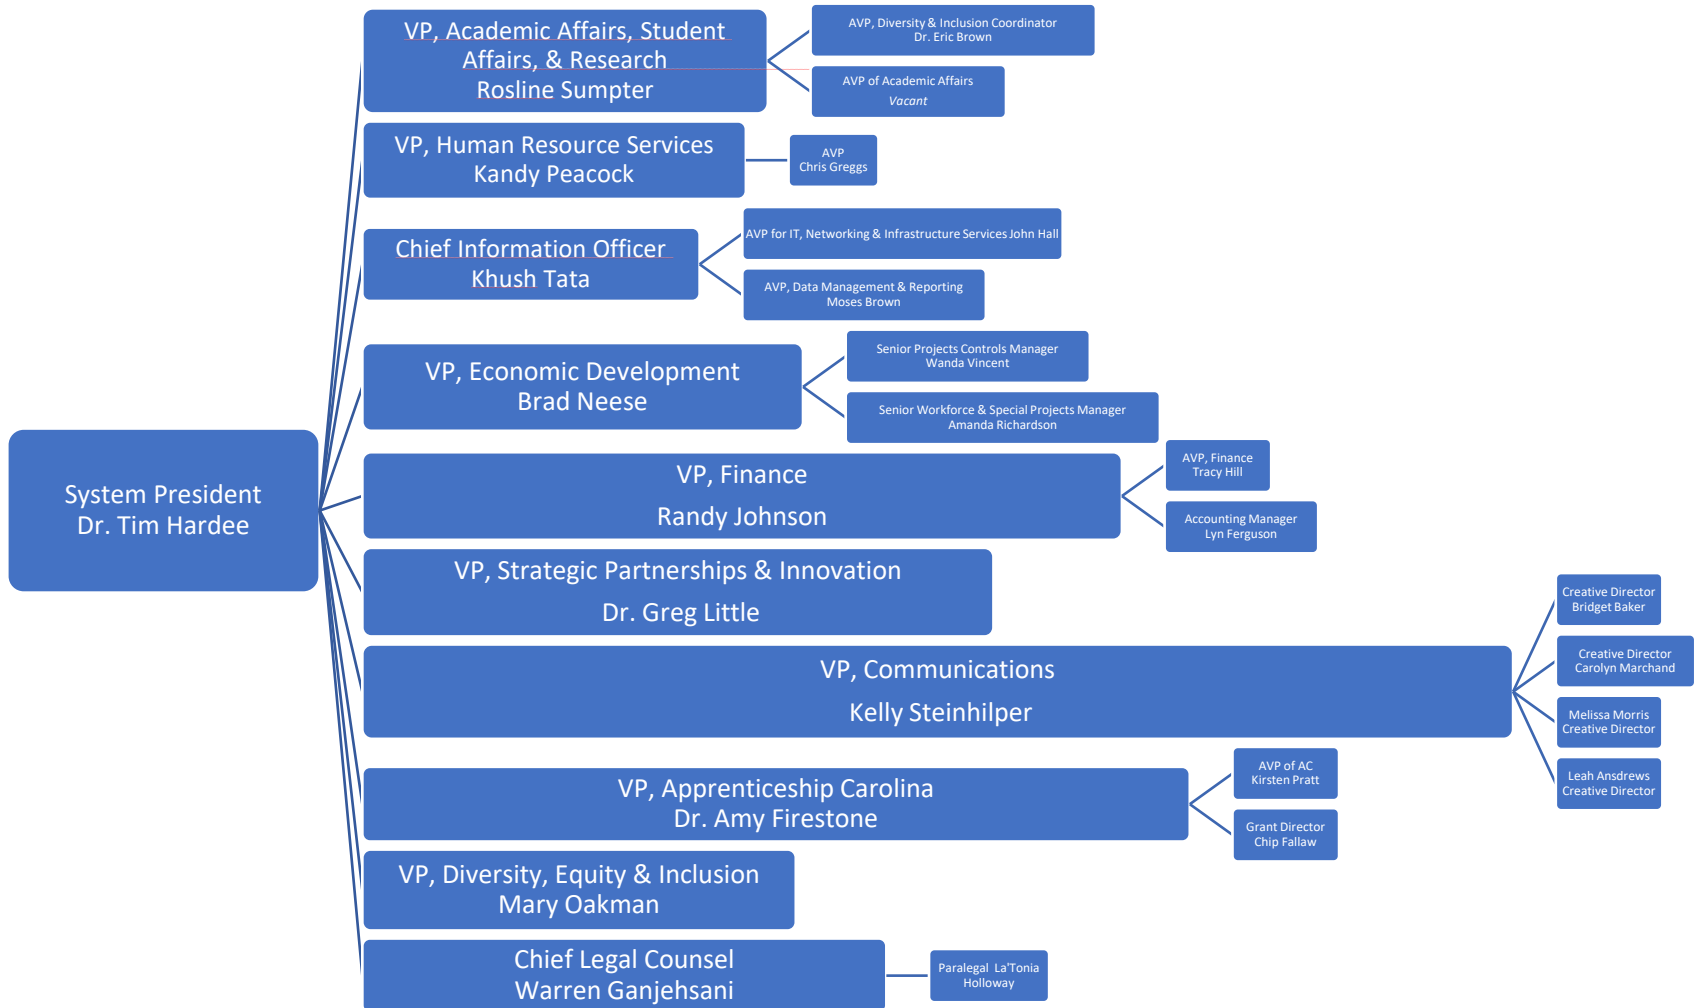 System President
Dr. Tim Hardee
VP, Academic Affairs, Student
Affairs, & Research
Rosline Sumpter
AVP, Diversity & Inclusion Coordinator
Dr. Eric Brown
AVP of Academic Affairs
Vacant
VP, Human Resource Services
Kandy Peacock
AVP
Chris Greggs
Chief Information Officer
Khush Tata
AVP for IT, Networking & Infrastructure Services John Hall
AVP, Data Management & Reporting
Moses Brown
VP, Economic Development
Brad Neese
Senior Projects Controls Manager
Wanda Vincent
Senior Workforce & Special Projects Manager
Amanda Richardson
VP, Finance
Randy Johnson
AVP, Finance
Tracy Hill
Accounting Manager
Lyn Ferguson
VP, Strategic Partnerships & Innovation
Dr. Greg Little
VP, Communications
Kelly Steinhilper
Creative Director
Bridget Baker
Creative Director
Carolyn Marchand
Melissa Morris
Creative Director
Leah Ansdrews
Creative Director
VP, Apprenticeship Carolina
Dr. Amy Firestone
AVP of AC
Kirsten Pratt
Grant Director
Chip Fallaw
VP, Diversity, Equity & Inclusion
Mary Oakman
Chief Legal Counsel
Warren Ganjehsani
Paralegal La'Tonia
Holloway